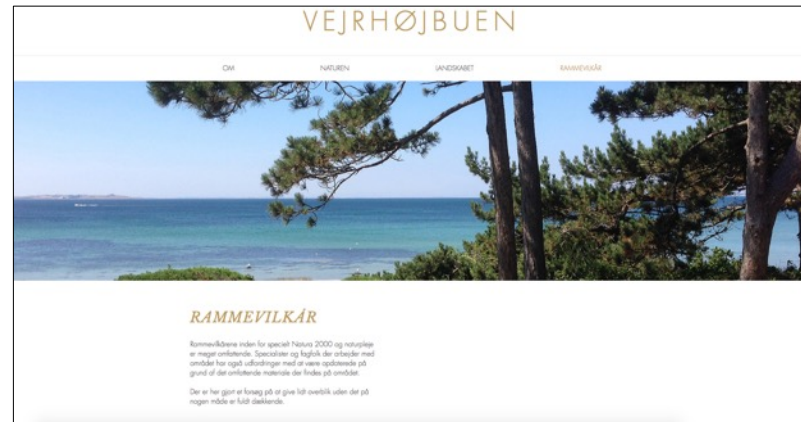 VEJRHØJBUEN
OM NATUREN LANDSKABET RAMMEVILKÅR
RAMMEVILKÅR
Rammevilkårene inden for specielt Natura 2000 og naturpleje
er meget omfattende. Specialister og fagfolk der arbejder med
området har også udfordringer med at være opdaterede på
grund af det omfattende materiale der findes på området.
Der er her gjort et forsøg på at give lidt overblik uden det på
nogen måde er fuldt dækkende.